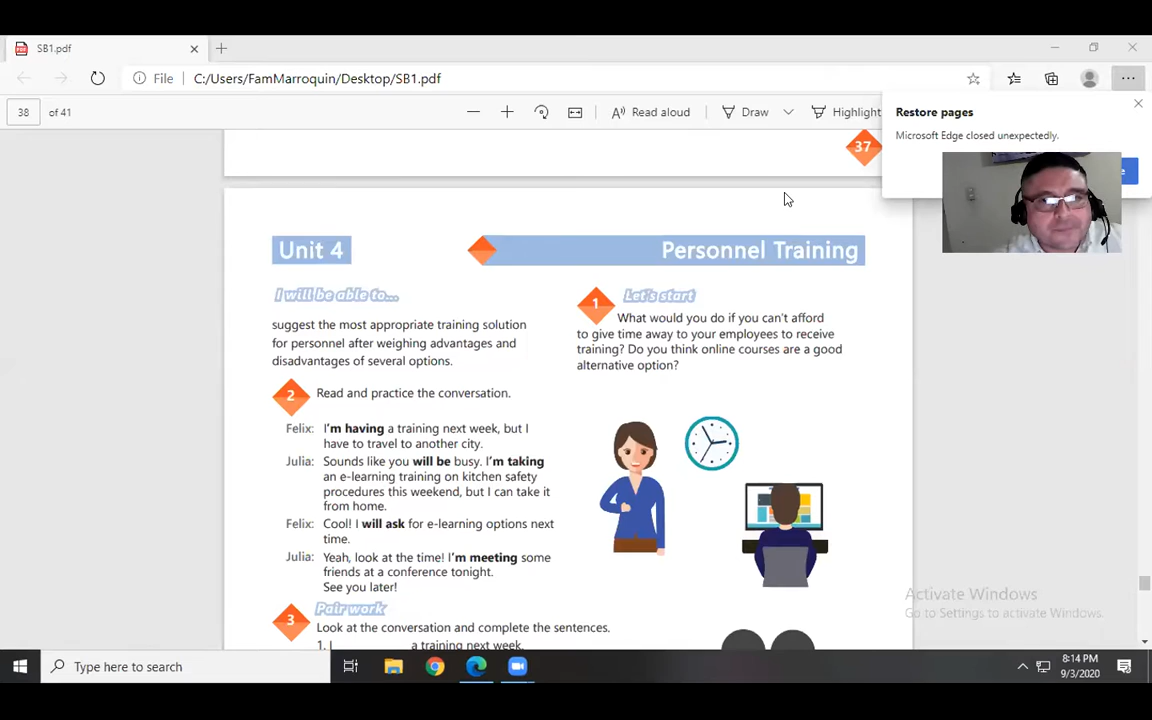 SB1.pdf
File
C:/Users/FamMarroquin/Desktop/SB1.pdf
38
of 41
Read aloud
Draw
Highlight
Restore pages
Microsoft Edge closed unexpectedly.
37
Unit 4
Personnel Training
I will be able to...
suggest the most appropriate training solution
for personnel after weighing advantages and
disadvantages of several options.
1
Let's start
What would you do if you can't afford
to give time away to your employees to receive
training? Do you think online courses are a good
alternative option?
2
Read and practice the conversation.
Felix: I'm having a training next week, but I
have to travel to another city.
Julia: Sounds like you will be busy. I'm taking
an e-learning training on kitchen safety
procedures this weekend, but I can take it
from home.
Felix: Cool! I will ask for e-learning options next
time.
Julia: Yeah, look at the time! I'm meeting some
friends at a conference tonight.
See you later!
3
Pair work
Look at the conversation and complete the sentences.
1. I a training next week.
Activate Windows
Go to Settings to activate Windows.
Type here to search
8:14 PM
9/3/2020